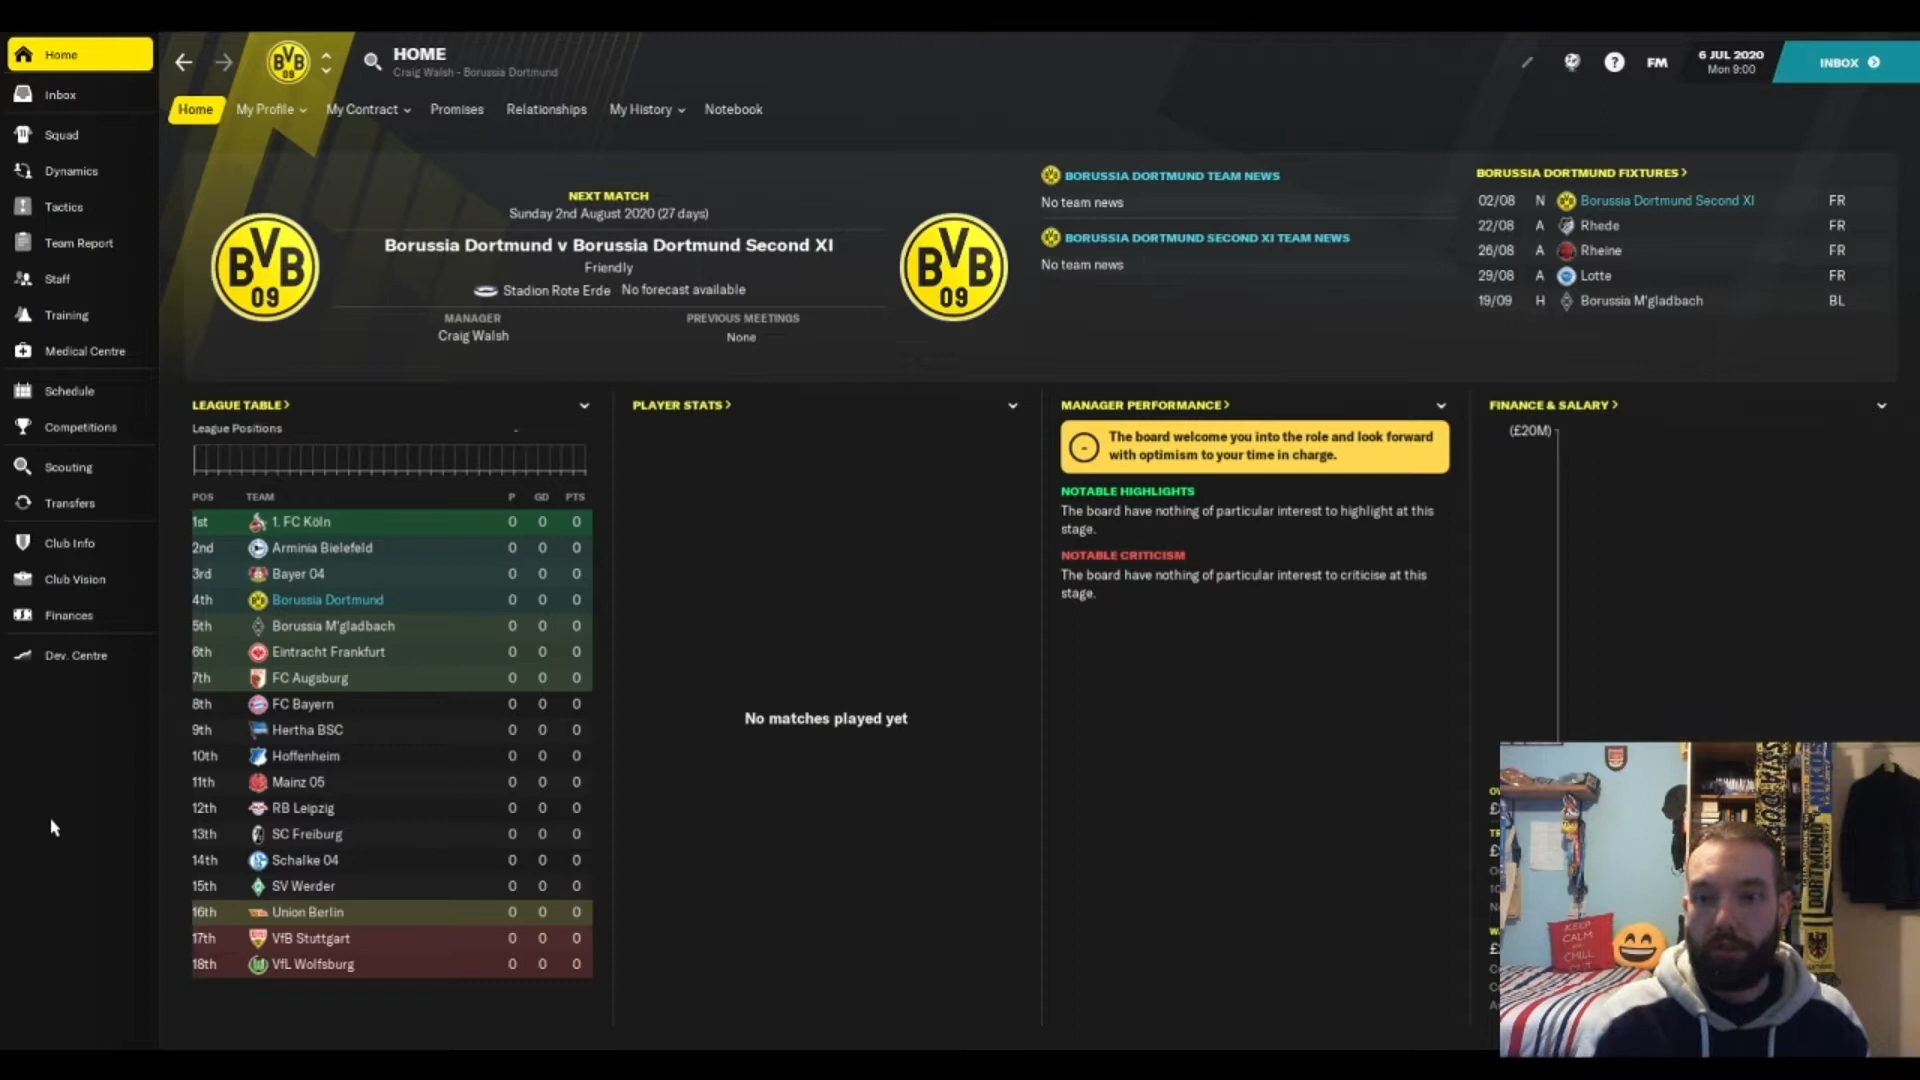 Home
Inbox
Squad
Dynamics
Tactics
Team Report
Staff
Training
Medical Centre
Schedule
Competitions
Scouting
Transfers
Club Info
Club Vision
Finances
Dev. Centre
BVB 09
HOME
Craig Walsh - Borussia Dortmund
? FM
6 JUL 2020
Mon 9:00
INBOX
Home My Profile My Contract Promises Relationships My History Notebook
BVB 09
NEXT MATCH
Sunday 2nd August 2020 (27 days)
Borussia Dortmund v Borussia Dortmund Second XI
Friendly
Stadion Rote Erde No forecast available
MANAGER PREVIOUS MEETINGS
Craig Walsh None
BVB 09
BORUSSIA DORTMUND TEAM NEWS
No team news
BORUSSIA DORTMUND SECOND XI TEAM NEWS
No team news
BORUSSIA DORTMUND FIXTURES >
02/08 N Borussia Dortmund Second XI FR
22/08 A Rhede FR
26/08 A Rheine FR
29/08 A Lotte FR
19/09 H Borussia M'gladbach BL
LEAGUE TABLE >
League Positions -
POS TEAM P GD PTS
1st 1. FC Köln 0 0 0
2nd Arminia Bielefeld 0 0 0
3rd Bayer 04 0 0 0
4th Borussia Dortmund 0 0 0
5th Borussia M'gladbach 0 0 0
6th Eintracht Frankfurt 0 0 0
7th FC Augsburg 0 0 0
8th FC Bayern 0 0 0
9th Hertha BSC 0 0 0
10th Hoffenheim 0 0 0
11th Mainz 05 0 0 0
12th RB Leipzig 0 0 0
13th SC Freiburg 0 0 0
14th Schalke 04 0 0 0
15th SV Werder 0 0 0
16th Union Berlin 0 0 0
17th VfB Stuttgart 0 0 0
18th VfL Wolfsburg 0 0 0
PLAYER STATS >
No matches played yet
MANAGER PERFORMANCE >
- The board welcome you into the role and look forward
with optimism to your time in charge.
NOTABLE HIGHLIGHTS
The board have nothing of particular interest to highlight at this
stage.
NOTABLE CRITICISM
The board have nothing of particular interest to criticise at this
stage.
FINANCE & SALARY >
(£20M)
KEEP
CALM
AND
CHILL
DORTMUND